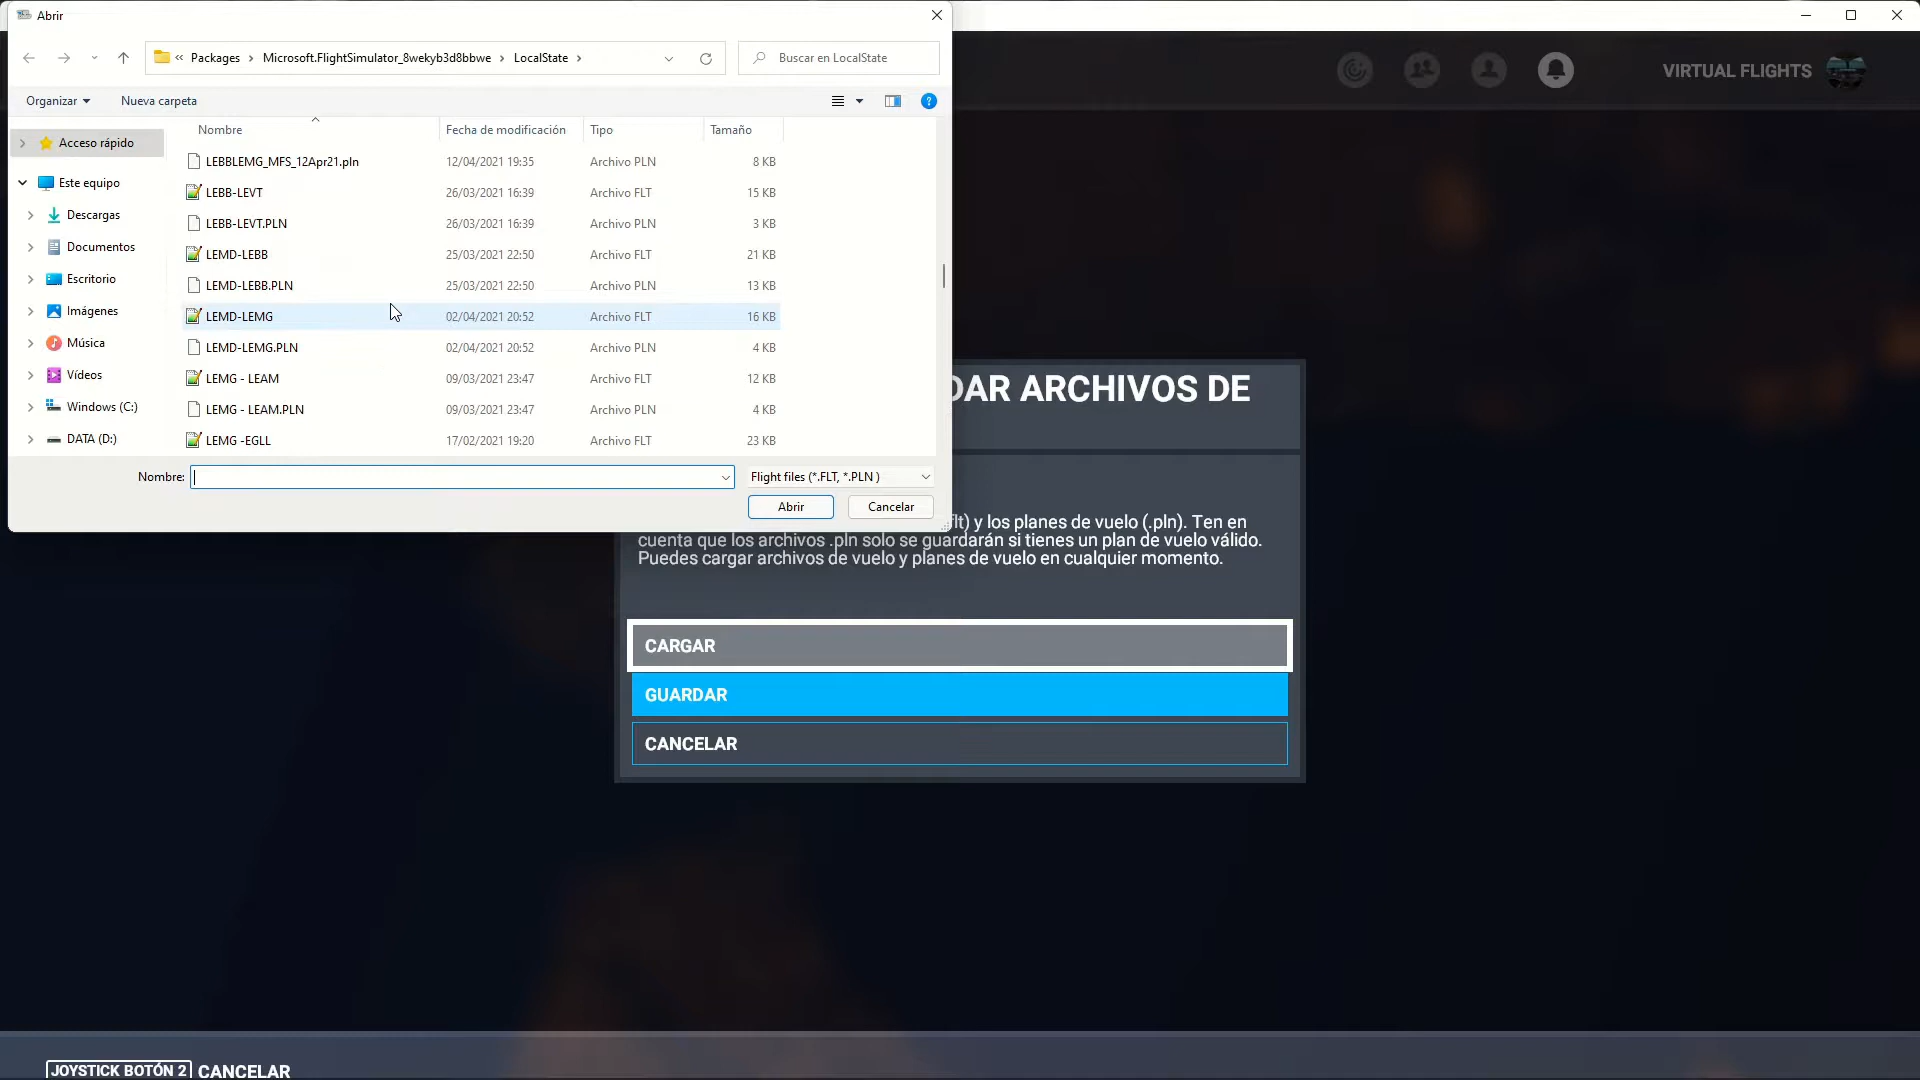 Abrir
« Packages > Microsoft.FlightSimulator_8wekyb3d8bbwe > LocalState >
Buscar en LocalState
VIRTUAL FLIGHTS
Organizar
Nueva carpeta
Nombre Fecha de modificación Tipo Tamaño
Acceso rápido
Este equipo
Descargas
Documentos
Escritorio
Imágenes
Música
Vídeos
Windows (C:)
DATA (D:)
LEBBLEMG_MFS_12Apr21.pln 12/04/2021 19:35 Archivo PLN 8 KB
LEBB-LEVT 26/03/2021 16:39 Archivo FLT 15 KB
LEBB-LEVT.PLN 26/03/2021 16:39 Archivo PLN 3 KB
LEMD-LEBB 25/03/2021 22:50 Archivo FLT 21 KB
LEMD-LEBB.PLN 25/03/2021 22:50 Archivo PLN 13 KB
LEMD-LEMG 02/04/2021 20:52 Archivo FLT 16 KB
LEMD-LEMG.PLN 02/04/2021 20:52 Archivo PLN 4 KB
LEMG - LEAM 09/03/2021 23:47 Archivo FLT 12 KB
LEMG - LEAM.PLN 09/03/2021 23:47 Archivo PLN 4 KB
LEMG -EGLL 17/02/2021 19:20 Archivo FLT 23 KB
Nombre:
Flight files (*.FLT, *.PLN )
Abrir
Cancelar
DAR ARCHIVOS DE
flt) y los planes de vuelo (.pln). Ten en
cuenta que los archivos .pln solo se guardarán si tienes un plan de vuelo válido.
Puedes cargar archivos de vuelo y planes de vuelo en cualquier momento.
CARGAR
GUARDAR
CANCELAR
JOYSTICK BOTÓN 2 CANCELAR